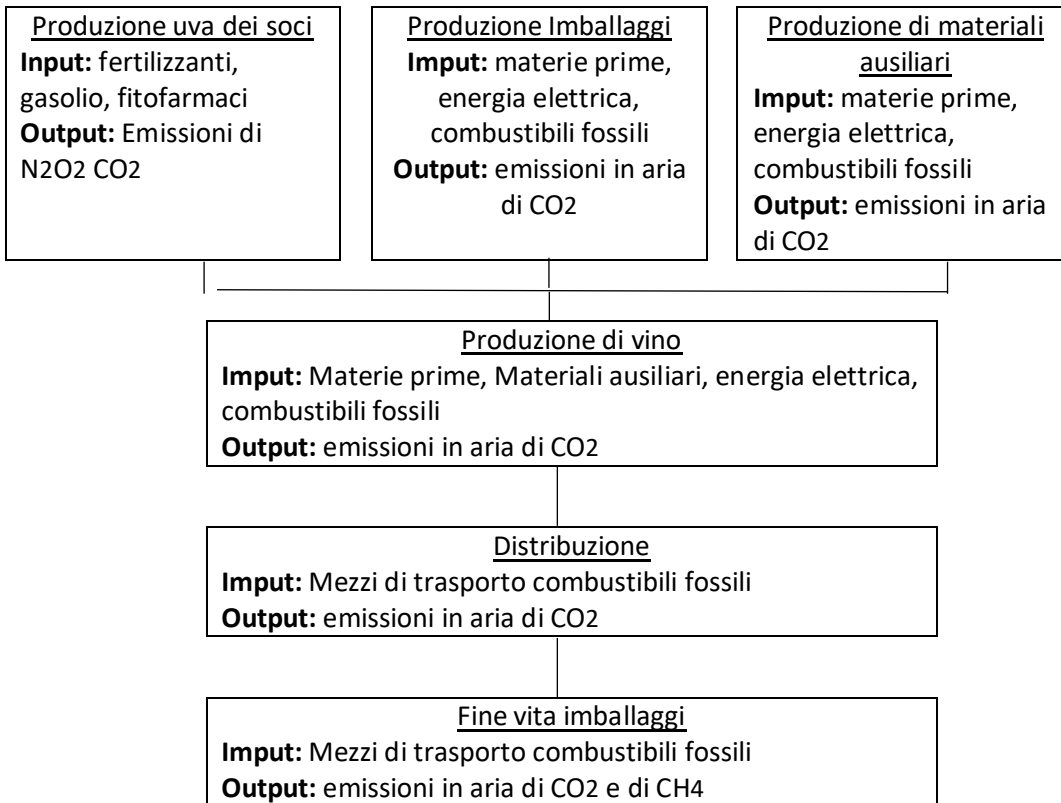 Produzione uva dei soci
Input: fertilizzanti,
gasolio, fitofarmaci
Output: Emissioni di
N2O2 CO2
Produzione Imballaggi
Imput: materie prime,
energia elettrica,
combustibili fossili
Output: emissioni in aria
di CO2
Produzione di materiali
ausiliari
Imput: materie prime,
energia elettrica,
combustibili fossili
Output: emissioni in aria
di CO2
Produzione di vino
Imput: Materie prime, Materiali ausiliari, energia elettrica,
combustibili fossili
Output: emissioni in aria di CO2
Distribuzione
Imput: Mezzi di trasporto combustibili fossili
Output: emissioni in aria di CO2
Fine vita imballaggi
Imput: Mezzi di trasporto combustibili fossili
Output: emissioni in aria di CO2 e di CH4